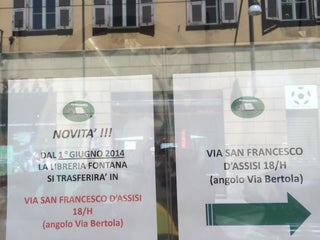 NOVITA' !!!
DAL 1° GIUGNO 2014
LA LIBRERIA FONTANA
SI TRASFERIRA' IN
VIA SAN FRANCESCO D'ASSISI
18/H
(angolo Via Bertola)
VIA SAN FRANCESCO
D'ASSISI 18/H
(angolo Via Bertola)